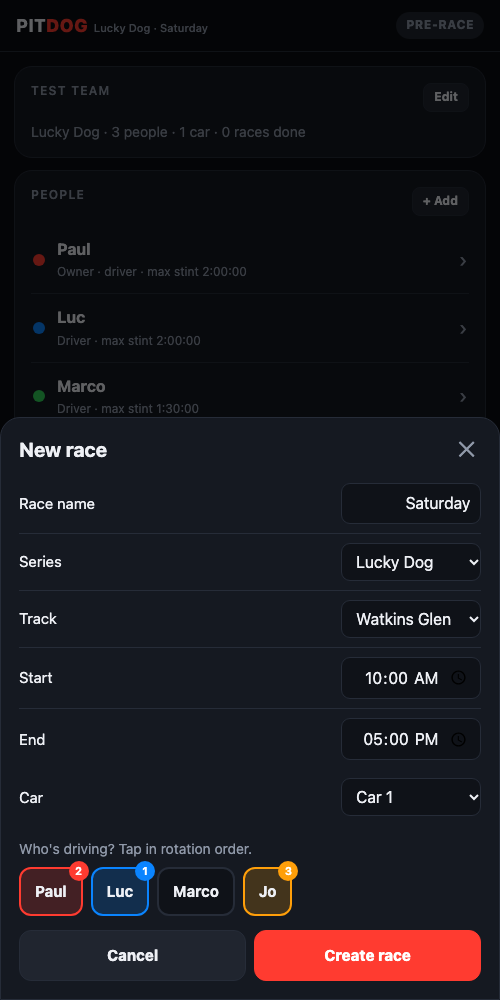 PITDOG Lucky Dog · Saturday
PRE-RACE
TEST TEAM
Edit
Lucky Dog · 3 people · 1 car · 0 races done
PEOPLE
+ Add
Paul
Owner · driver · max stint 2:00:00
Luc
Driver · max stint 2:00:00
Marco
Driver · max stint 1:30:00
New race
Race name
Saturday
Series
Lucky Dog
Track
Watkins Glen
Start
10:00 AM
End
05:00 PM
Car
Car 1
Who's driving? Tap in rotation order.
Paul 2
Luc 1
Marco
Jo 3
Cancel
Create race